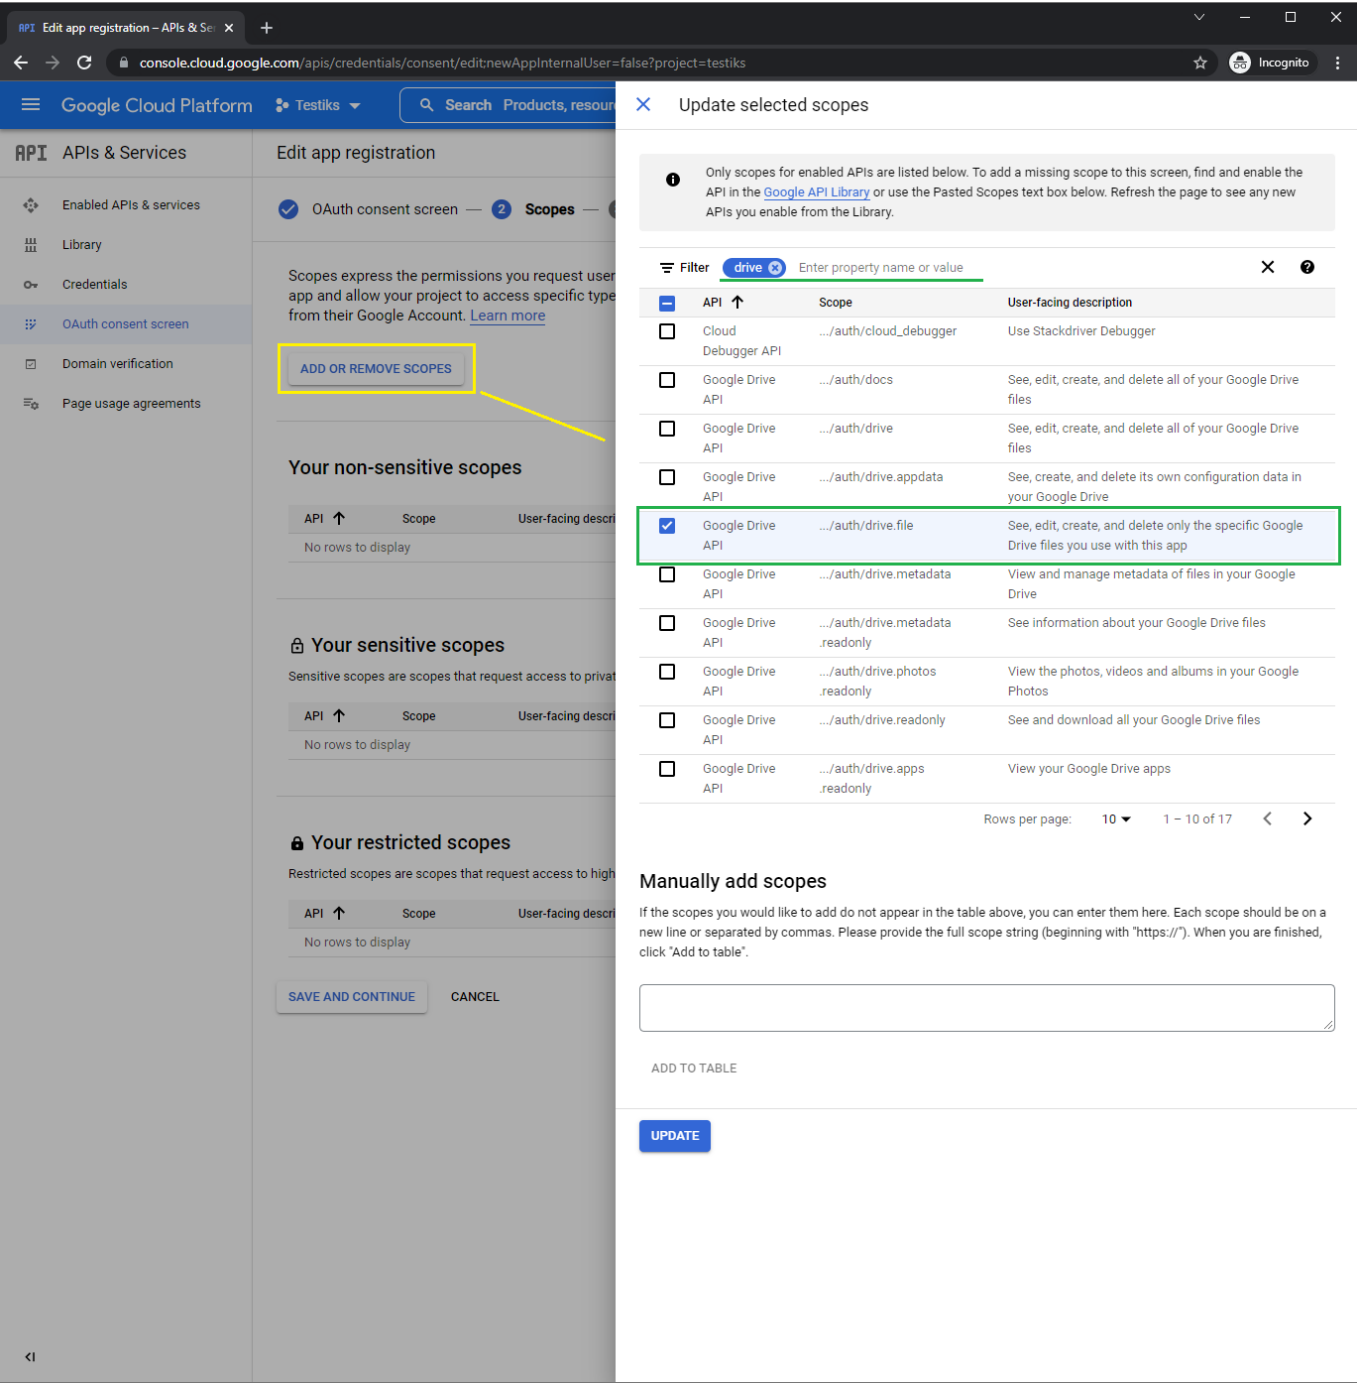 API Edit app registration – APIs & Ser
console.cloud.google.com/apis/credentials/consent/edit;newAppInternalUser=false?project=testiks
Incognito
Google Cloud Platform
Testiks
Search Products, resour
API APIs & Services
Enabled APIs & services
Library
Credentials
OAuth consent screen
Domain verification
Page usage agreements
Edit app registration
OAuth consent screen — 2 Scopes —
Scopes express the permissions you request user
app and allow your project to access specific type
from their Google Account. Learn more
ADD OR REMOVE SCOPES
Your non-sensitive scopes
API Scope User-facing descri
No rows to display
Your sensitive scopes
Sensitive scopes are scopes that request access to privat
API Scope User-facing descri
No rows to display
Your restricted scopes
Restricted scopes are scopes that request access to high
API Scope User-facing descri
No rows to display
SAVE AND CONTINUE CANCEL
Update selected scopes
Only scopes for enabled APIs are listed below. To add a missing scope to this screen, find and enable the
API in the Google API Library or use the Pasted Scopes text box below. Refresh the page to see any new
APIs you enable from the Library.
Filter drive Enter property name or value
API Scope User-facing description
Cloud .../auth/cloud_debugger Use Stackdriver Debugger
Debugger API
Google Drive .../auth/docs See, edit, create, and delete all of your Google Drive
API files
Google Drive .../auth/drive See, edit, create, and delete all of your Google Drive
API files
Google Drive .../auth/drive.appdata See, create, and delete its own configuration data in
API your Google Drive
Google Drive .../auth/drive.file See, edit, create, and delete only the specific Google
API Drive files you use with this app
Google Drive .../auth/drive.metadata View and manage metadata of files in your Google
API Drive
Google Drive .../auth/drive.metadata See information about your Google Drive files
API .readonly
Google Drive .../auth/drive.photos View the photos, videos and albums in your Google
API .readonly Photos
Google Drive .../auth/drive.readonly See and download all your Google Drive files
API
Google Drive .../auth/drive.apps View your Google Drive apps
API .readonly
Rows per page: 10 1 – 10 of 17
Manually add scopes
If the scopes you would like to add do not appear in the table above, you can enter them here. Each scope should be on a
new line or separated by commas. Please provide the full scope string (beginning with "https://"). When you are finished,
click "Add to table".
ADD TO TABLE
UPDATE